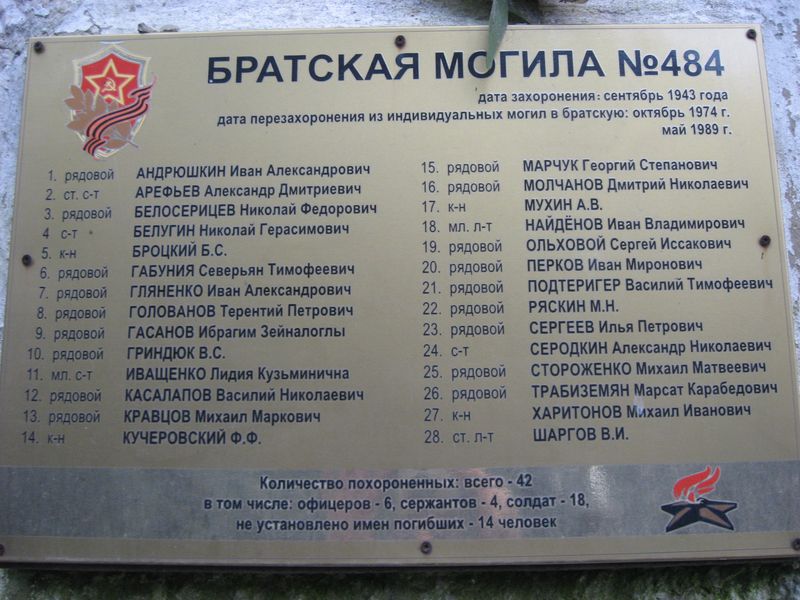 БРАТСКАЯ МОГИЛА №484
дата захоронения: сентябрь 1943 года
дата перезахоронения из индивидуальных могил в братскую: октябрь 1974 г.
май 1989 г.
1. рядовой АНДРЮШКИН Иван Александрович
2. ст. с-т АРЕФЬЕВ Александр Дмитриевич
3. рядовой БЕЛОСЕРИЦЕВ Николай Федорович
4 с-т БЕЛУГИН Николай Герасимович
5. к-н БРОЦКИЙ Б.С.
6. рядовой ГАБУНИЯ Северьян Тимофеевич
7. рядовой ГЛЯНЕНКО Иван Александрович
8. рядовой ГОЛОВАНОВ Терентий Петрович
9. рядовой ГАСАНОВ Ибрагим Зейналоглы
10. рядовой ГРИНДЮК В.С.
11. мл. с-т ИВАЩЕНКО Лидия Кузьминична
12. рядовой КАСАЛАПОВ Василий Николаевич
13. рядовой КРАВЦОВ Михаил Маркович
14. к-н КУЧЕРОВСКИЙ Ф.Ф.
15. рядовой МАРЧУК Георгий Степанович
16. рядовой МОЛЧАНОВ Дмитрий Николаевич
17. к-н МУХИН А.В.
18. мл. л-т НАЙДЁНОВ Иван Владимирович
19. рядовой ОЛЬХОВОЙ Сергей Иссакович
20. рядовой ПЕРКОВ Иван Миронович
21. рядовой ПОДТЕРИГЕР Василий Тимофеевич
22. рядовой РЯСКИН М.Н.
23. рядовой СЕРГЕЕВ Илья Петрович
24. с-т СЕРОДКИН Александр Николаевич
25. рядовой СТОРОЖЕНКО Михаил Матвеевич
26. рядовой ТРАБИЗЕМЯН Марсат Карабедович
27. к-н ХАРИТОНОВ Михаил Иванович
28. ст. л-т ШАРГОВ В.И.
Количество похороненных: всего - 42
в том числе: офицеров - 6, сержантов - 4, солдат - 18,
не установлено имен погибших - 14 человек